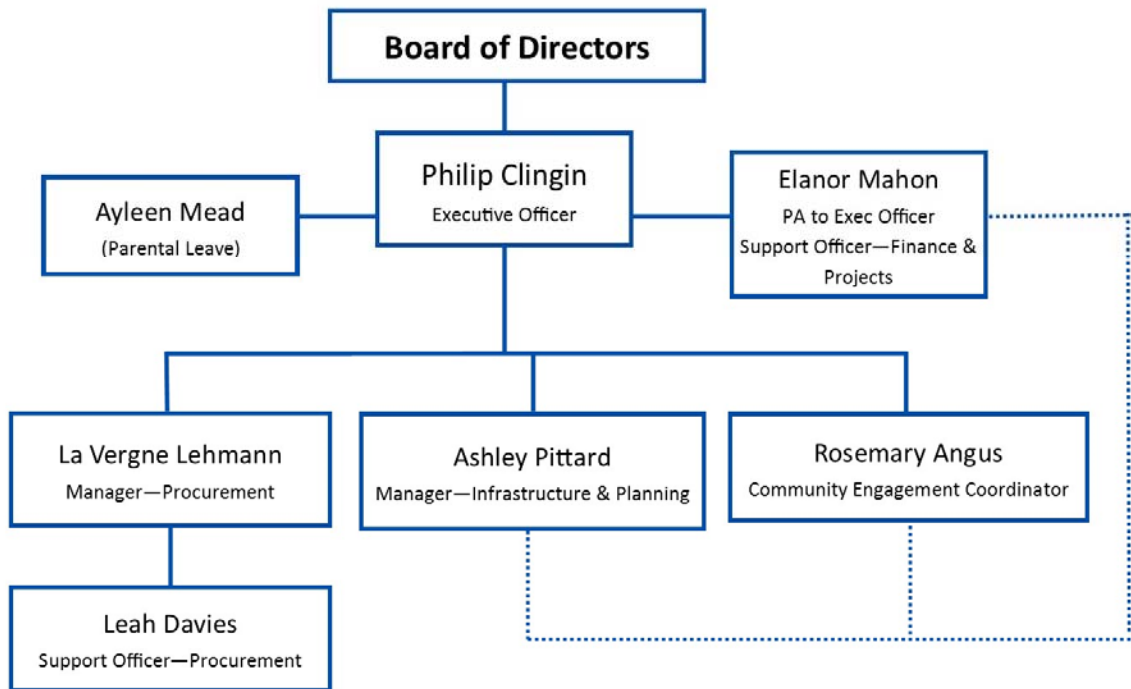 Board of Directors
Philip Clingin
Executive Officer
Ayleen Mead
(Parental Leave)
Elanor Mahon
PA to Exec Officer
Support Officer—Finance &
Projects
La Vergne Lehmann
Manager—Procurement
Ashley Pittard
Manager—Infrastructure & Planning
Rosemary Angus
Community Engagement Coordinator
Leah Davies
Support Officer—Procurement